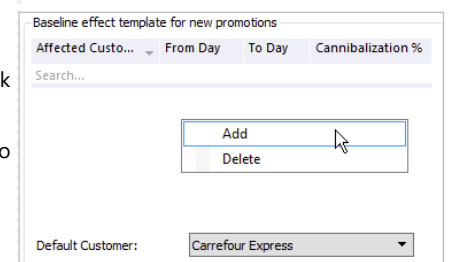 Baseline effect template for new promotions
Affected Custo... From Day To Day Cannibalization %
k
Search...
Add
o
Delete
Default Customer: Carrefour Express